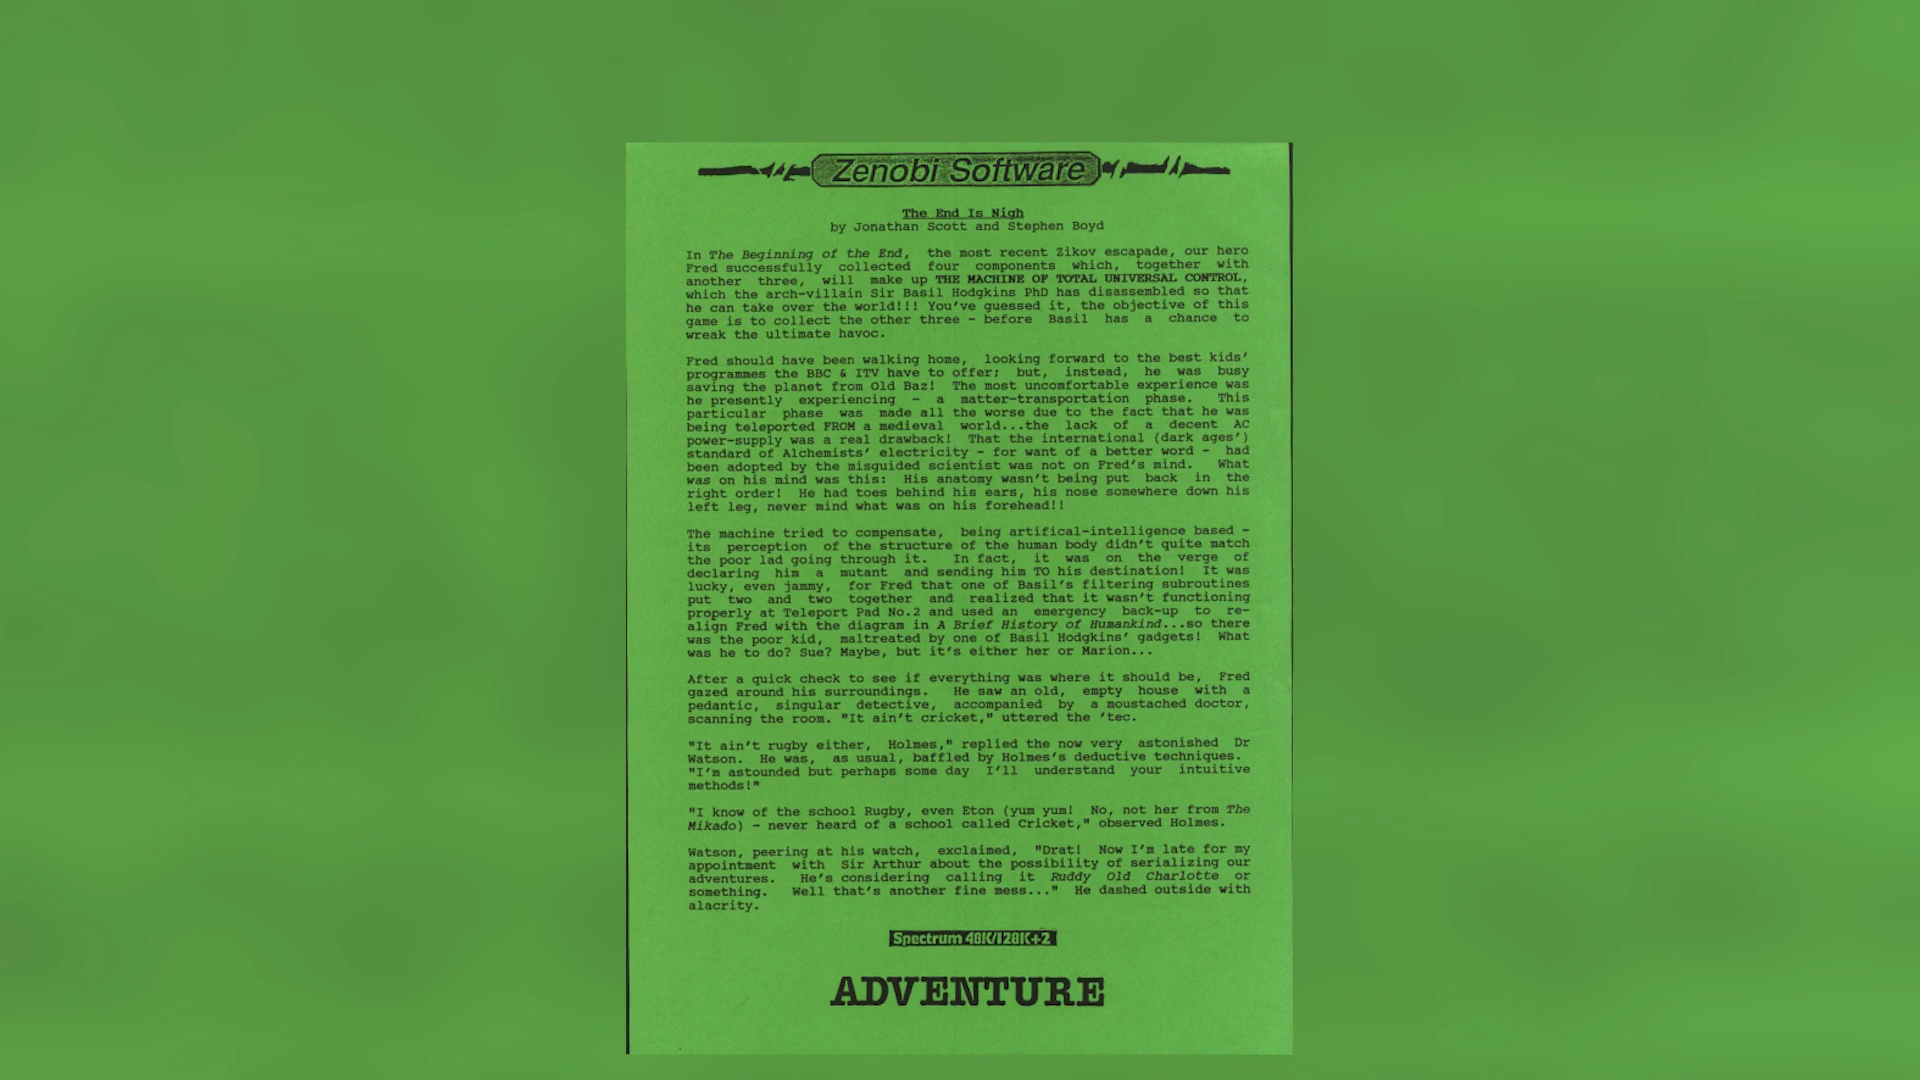 Zenobi Software
The End Is Nigh
by Jonathan Scott and Stephen Boyd
In The Beginning of the End, the most recent Zikov escapade, our hero
Fred successfully collected four components which, together with
another three, will make up THE MACHINE OF TOTAL UNIVERSAL CONTROL,
which the arch-villain Sir Basil Hodgkins PhD has disassembled so that
he can take over the world!!! You've guessed it, the objective of this
game is to collect the other three - before Basil has a chance to
wreak the ultimate havoc.
Fred should have been walking home, looking forward to the best kids'
programmes the BBC & ITV have to offer; but, instead, he was busy
saving the planet from Old Baz! The most uncomfortable experience was
he presently experiencing - a matter-transportation phase. This
particular phase was made all the worse due to the fact that he was
being teleported FROM a medieval world...the lack of a decent AC
power-supply was a real drawback! That the international (dark ages')
standard of Alchemists' electricity - for want of a better word - had
been adopted by the misguided scientist was not on Fred's mind. What
was on his mind was this: His anatomy wasn't being put back in the
right order! He had toes behind his ears, his nose somewhere down his
left leg, never mind what was on his forehead!!
The machine tried to compensate, being artifical-intelligence based -
its perception of the structure of the human body didn't quite match
the poor lad going through it. In fact, it was on the verge of
declaring him a mutant and sending him TO his destination! It was
lucky, even jammy, for Fred that one of Basil's filtering subroutines
put two and two together and realized that it wasn't functioning
properly at Teleport Pad No.2 and used an emergency back-up to re-
align Fred with the diagram in A Brief History of Humankind...so there
was the poor kid, maltreated by one of Basil Hodgkins' gadgets! What
was he to do? Sue? Maybe, but it's either her or Marion...
After a quick check to see if everything was where it should be, Fred
gazed around his surroundings. He saw an old, empty house with a
pedantic, singular detective, accompanied by a moustached doctor,
scanning the room. "It ain't cricket," uttered the 'tec.
"It ain't rugby either, Holmes," replied the now very astonished Dr
Watson. He was, as usual, baffled by Holmes's deductive techniques.
"I'm astounded but perhaps some day I'll understand your intuitive
methods!"
"I know of the school Rugby, even Eton (yum yum! No, not her from The
Mikado) - never heard of a school called Cricket," observed Holmes.
Watson, peering at his watch, exclaimed, "Drat! Now I'm late for my
appointment with Sir Arthur about the possibility of serializing our
adventures. He's considering calling it Ruddy Old Charlotte or
something. Well that's another fine mess..." He dashed outside with
alacrity.
Spectrum 48K/128K+2
ADVENTURE